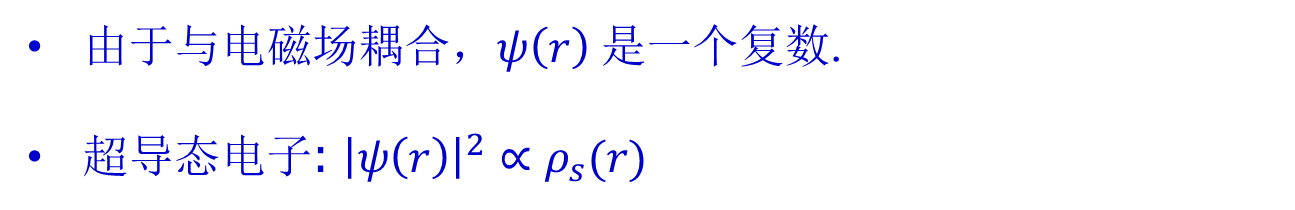 • 由于与电磁场耦合，ψ(r) 是一个复数.
• 超导态电子: |ψ(r)|² ∝ ρₛ(r)